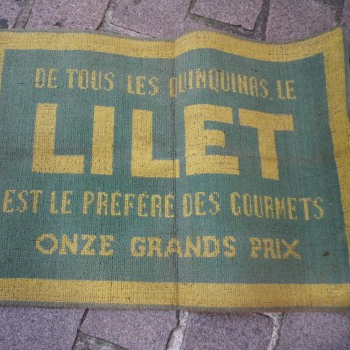 DE TOUS LES QUINQUINAS, LE
LILET
EST LE PRÉFÉRÉ DES GOURMETS
ONZE GRANDS PRIX